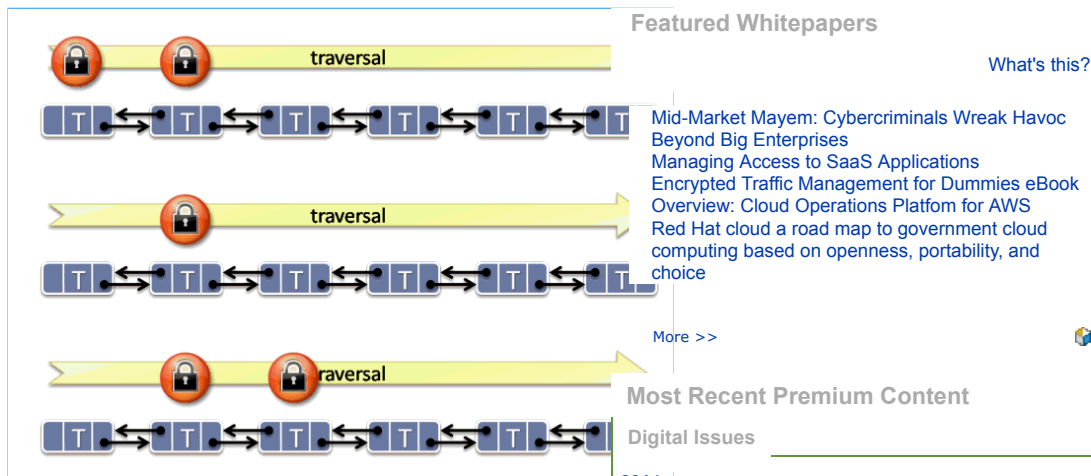 traversal
T T T T T T
traversal
T T T T T T
raversal
T T T T T
Featured Whitepapers
What's this?
Mid-Market Mayem: Cybercriminals Wreak Havoc
Beyond Big Enterprises
Managing Access to SaaS Applications
Encrypted Traffic Management for Dummies eBook
Overview: Cloud Operations Platfom for AWS
Red Hat cloud a road map to government cloud
computing based on openness, portability, and
choice
More >>
Most Recent Premium Content
Digital Issues